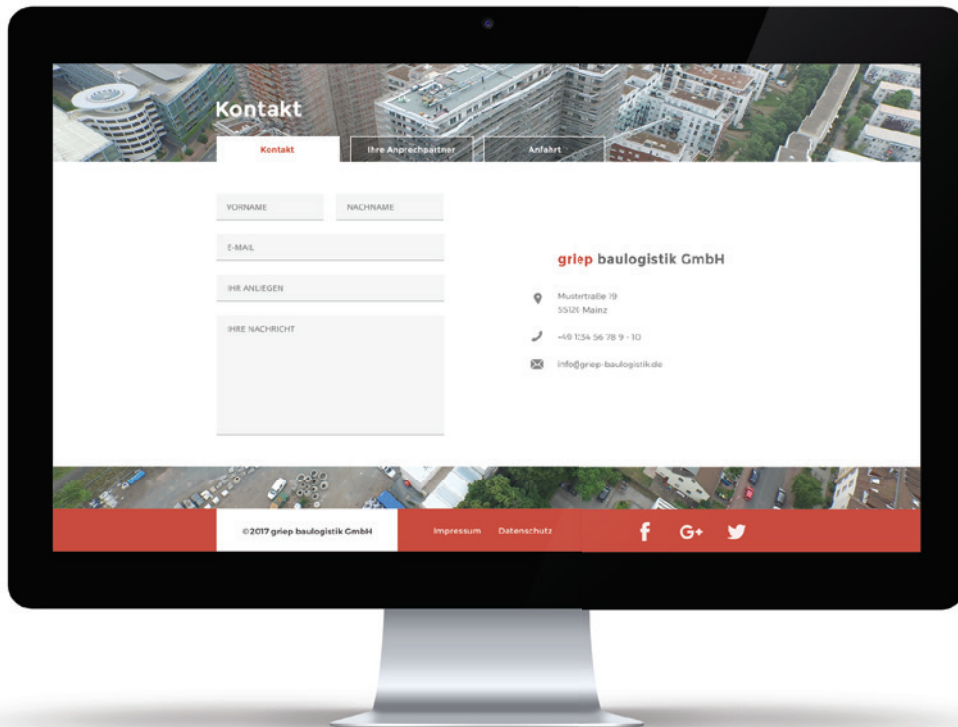 Kontakt
Kontakt
Ihre Anprechpartner
Anfahrt
VORNAME
NACHNAME
E-MAIL
IHR ANLIEGEN
IHRE NACHRICHT
griep baulogistik GmbH
Mustertraße 19
55120 Mainz
+49 1234 56 78 9 - 10
info@griep-baulogistik.de
©2017 griep baulogistik GmbH
Impressum
Datenschutz
f
G+